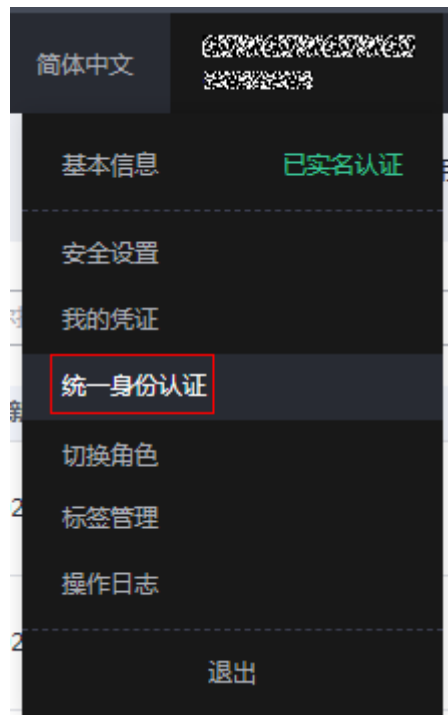 简体中文
基本信息 已实名认证
安全设置
我的凭证
统一身份认证
切换角色
标签管理
操作日志
退出